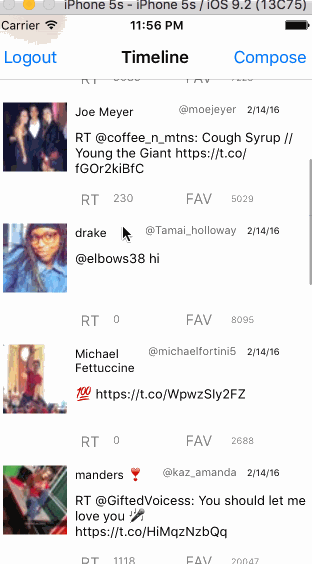 iPhone 5s - iPhone 5s / iOS 9.2 (13C75)
Carrier 11:56 PM
Logout Timeline Compose
Joe Meyer @moejeyer 2/14/16
RT @coffee_n_mtns: Cough Syrup //
Young the Giant https://t.co/
fGOr2kiBfC
RT 230 FAV 5029
drake @Tamai_holloway 2/14/16
@elbows38 hi
RT 0 FAV 8095
Michael @michaelfortini5 2/14/16
Fettuccine
💯 https://t.co/WpwzSly2FZ
RT 0 FAV 2688
manders ❣️ @kaz_amanda 2/14/16
RT @GiftedVoicess: You should let me
love you 🎤
https://t.co/HiMqzNzbQq
RT 1118 FAV 20047